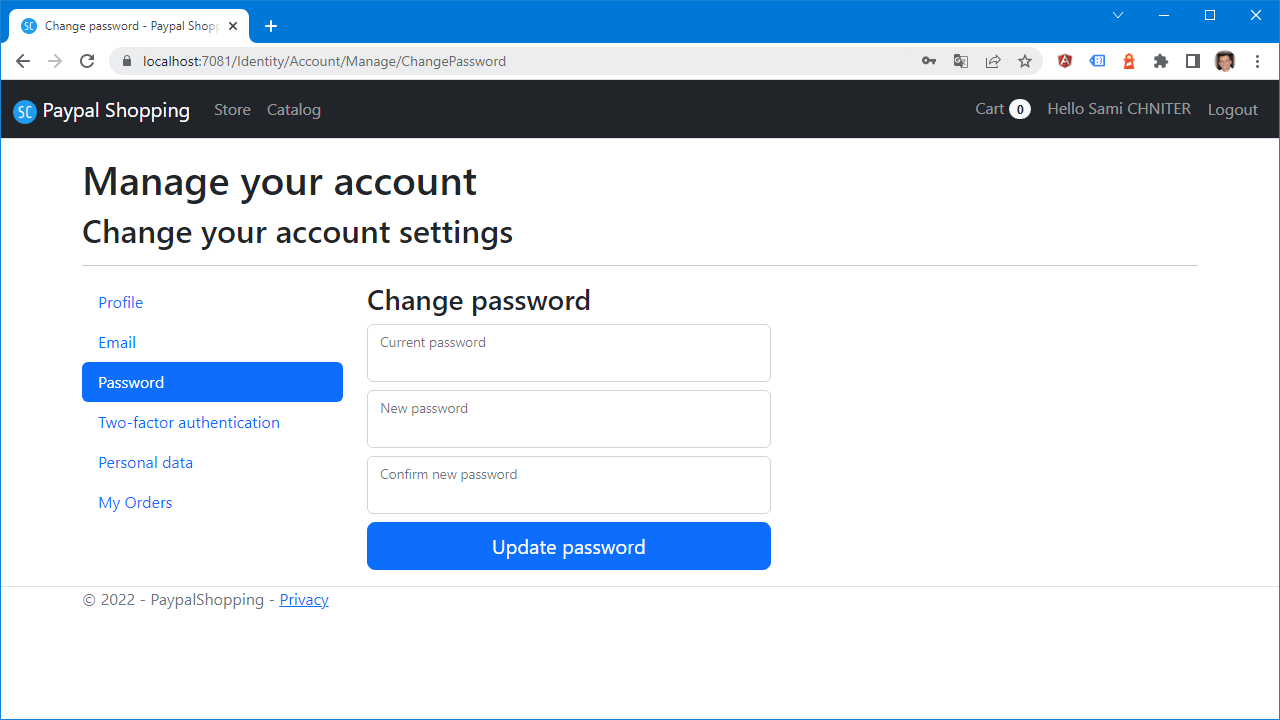 Change password - Paypal Shopp
localhost:7081/Identity/Account/Manage/ChangePassword
SC Paypal Shopping Store Catalog Cart 0 Hello Sami CHNITER Logout
Manage your account
Change your account settings
Profile
Email
Password
Two-factor authentication
Personal data
My Orders
Change password
Current password
New password
Confirm new password
Update password
© 2022 - PaypalShopping - Privacy